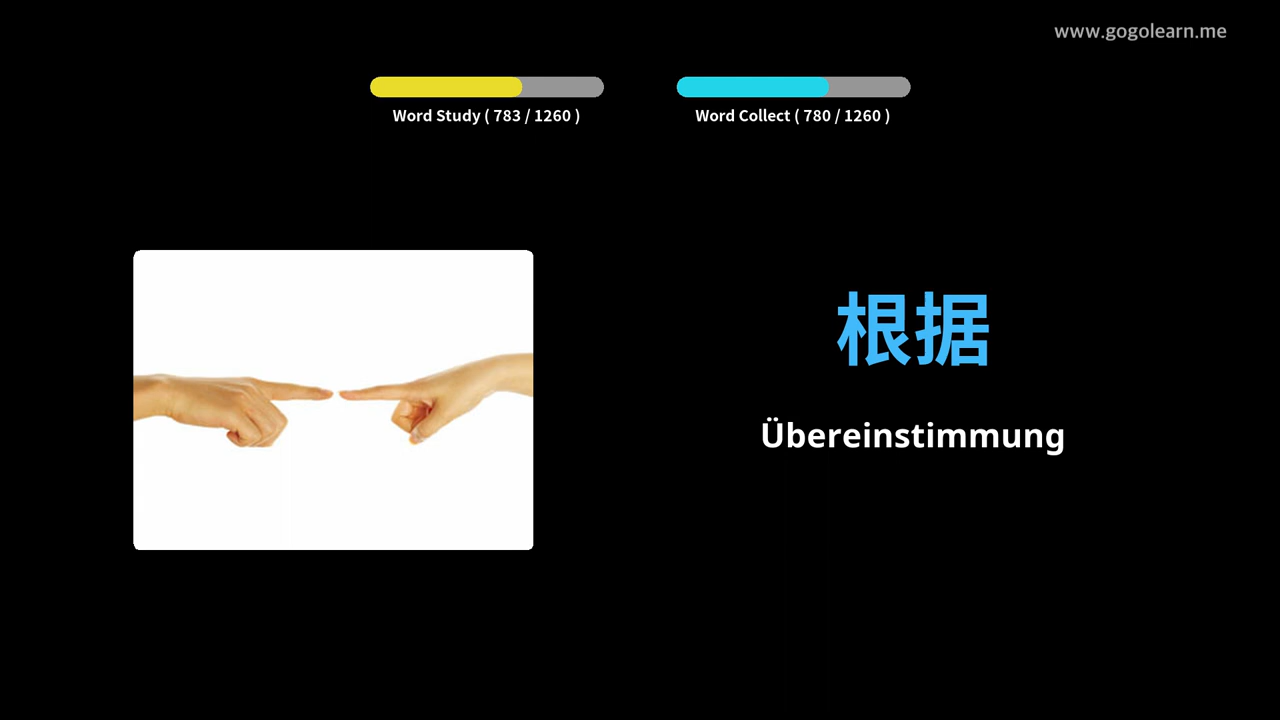 www.gogolearn.me
Word Study ( 783 / 1260 )
Word Collect ( 780 / 1260 )
根据
Übereinstimmung